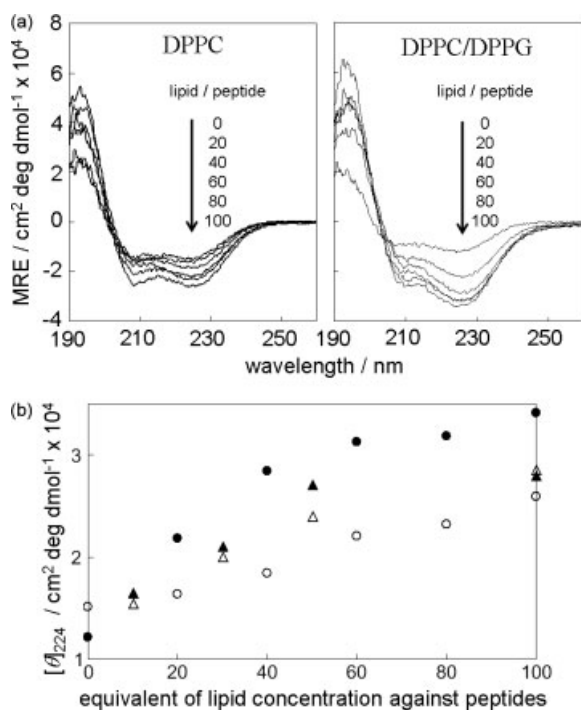 (a)
DPPC
DPPC/DPPG
lipid / peptide
lipid / peptide
0
20
40
60
80
100
0
20
40
60
80
100
MRE / cm² deg dmol⁻¹ x 10⁴
8
6
4
2
0
-2
-4
190 210 230 250 190 210 230 250
wavelength / nm
(b)
[θ]₂₂₄ / cm² deg dmol⁻¹ x 10⁴
3
2
1
0 20 40 60 80 100
equivalent of lipid concentration against peptides